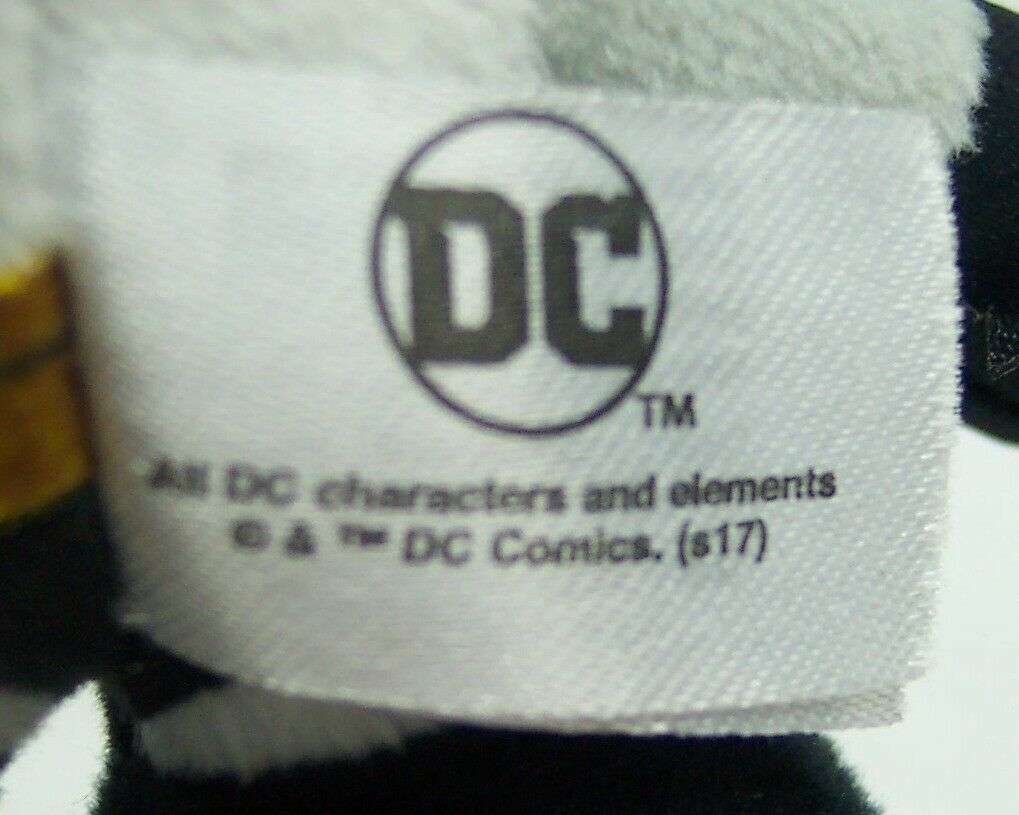 DC
TM
All DC characters and elements
© & ™ DC Comics. (s17)